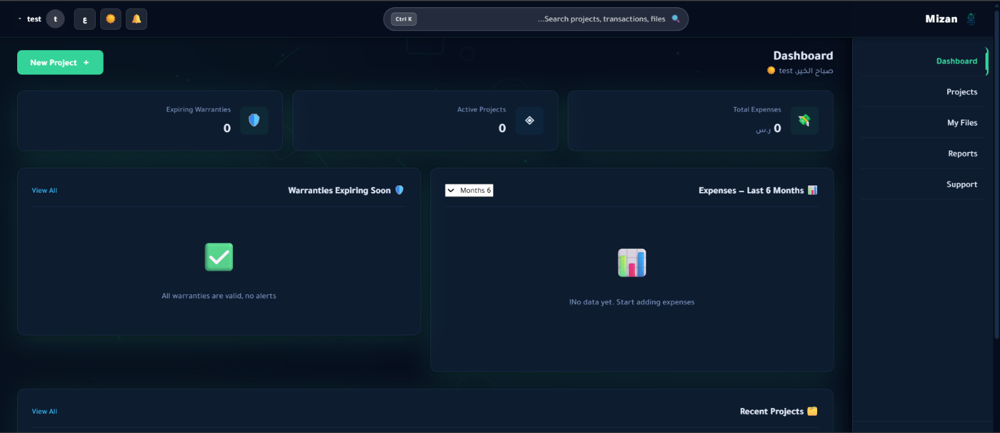 Mizan
Search projects, transactions, files...
Ctrl K
ع
t
test
Dashboard
Projects
My Files
Reports
Support
Dashboard
صباح الخير، test
New Project +
Total Expenses
0 ر.س
Active Projects
0
Expiring Warranties
0
Expenses – Last 6 Months
6 Months
No data yet. Start adding expenses!
Warranties Expiring Soon
View All
All warranties are valid, no alerts
Recent Projects
View All